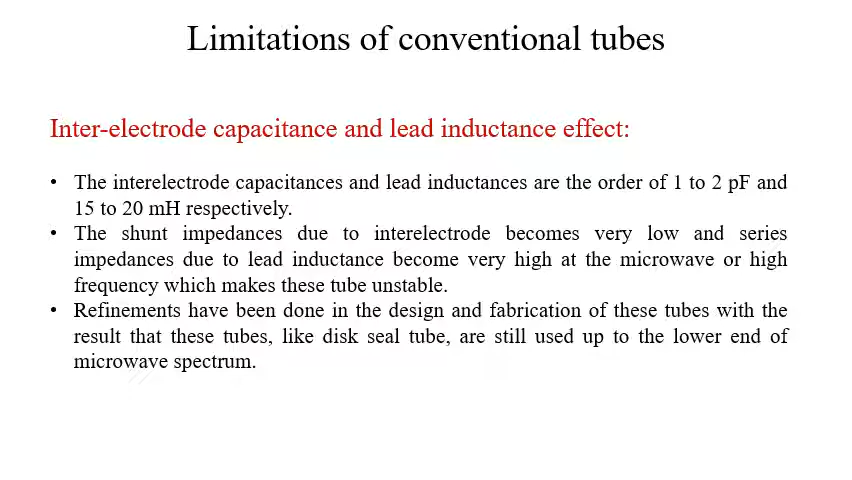 Limitations of conventional tubes
Inter-electrode capacitance and lead inductance effect:
• The interelectrode capacitances and lead inductances are the order of 1 to 2 pF and
15 to 20 mH respectively.
• The shunt impedances due to interelectrode becomes very low and series
impedances due to lead inductance become very high at the microwave or high
frequency which makes these tube unstable.
• Refinements have been done in the design and fabrication of these tubes with the
result that these tubes, like disk seal tube, are still used up to the lower end of
microwave spectrum.